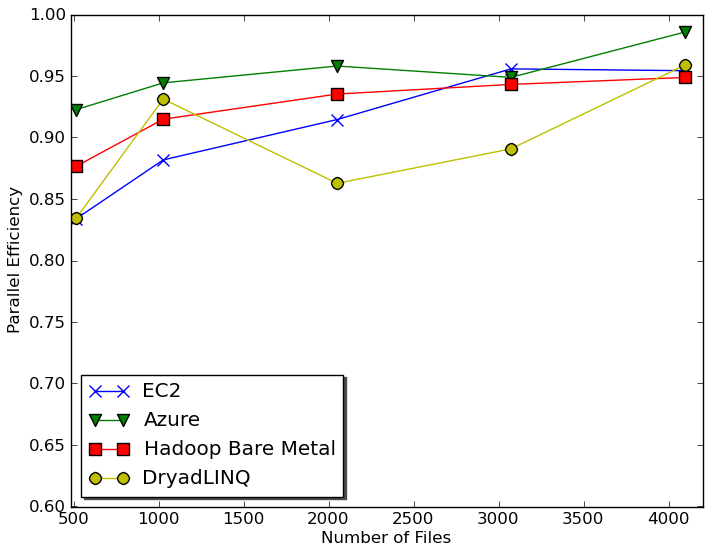 1.00
0.95
0.90
0.85
0.80
0.75
0.70
0.65
0.60
Parallel Efficiency
EC2
Azure
Hadoop Bare Metal
DryadLINQ
500 1000 1500 2000 2500 3000 3500 4000
Number of Files